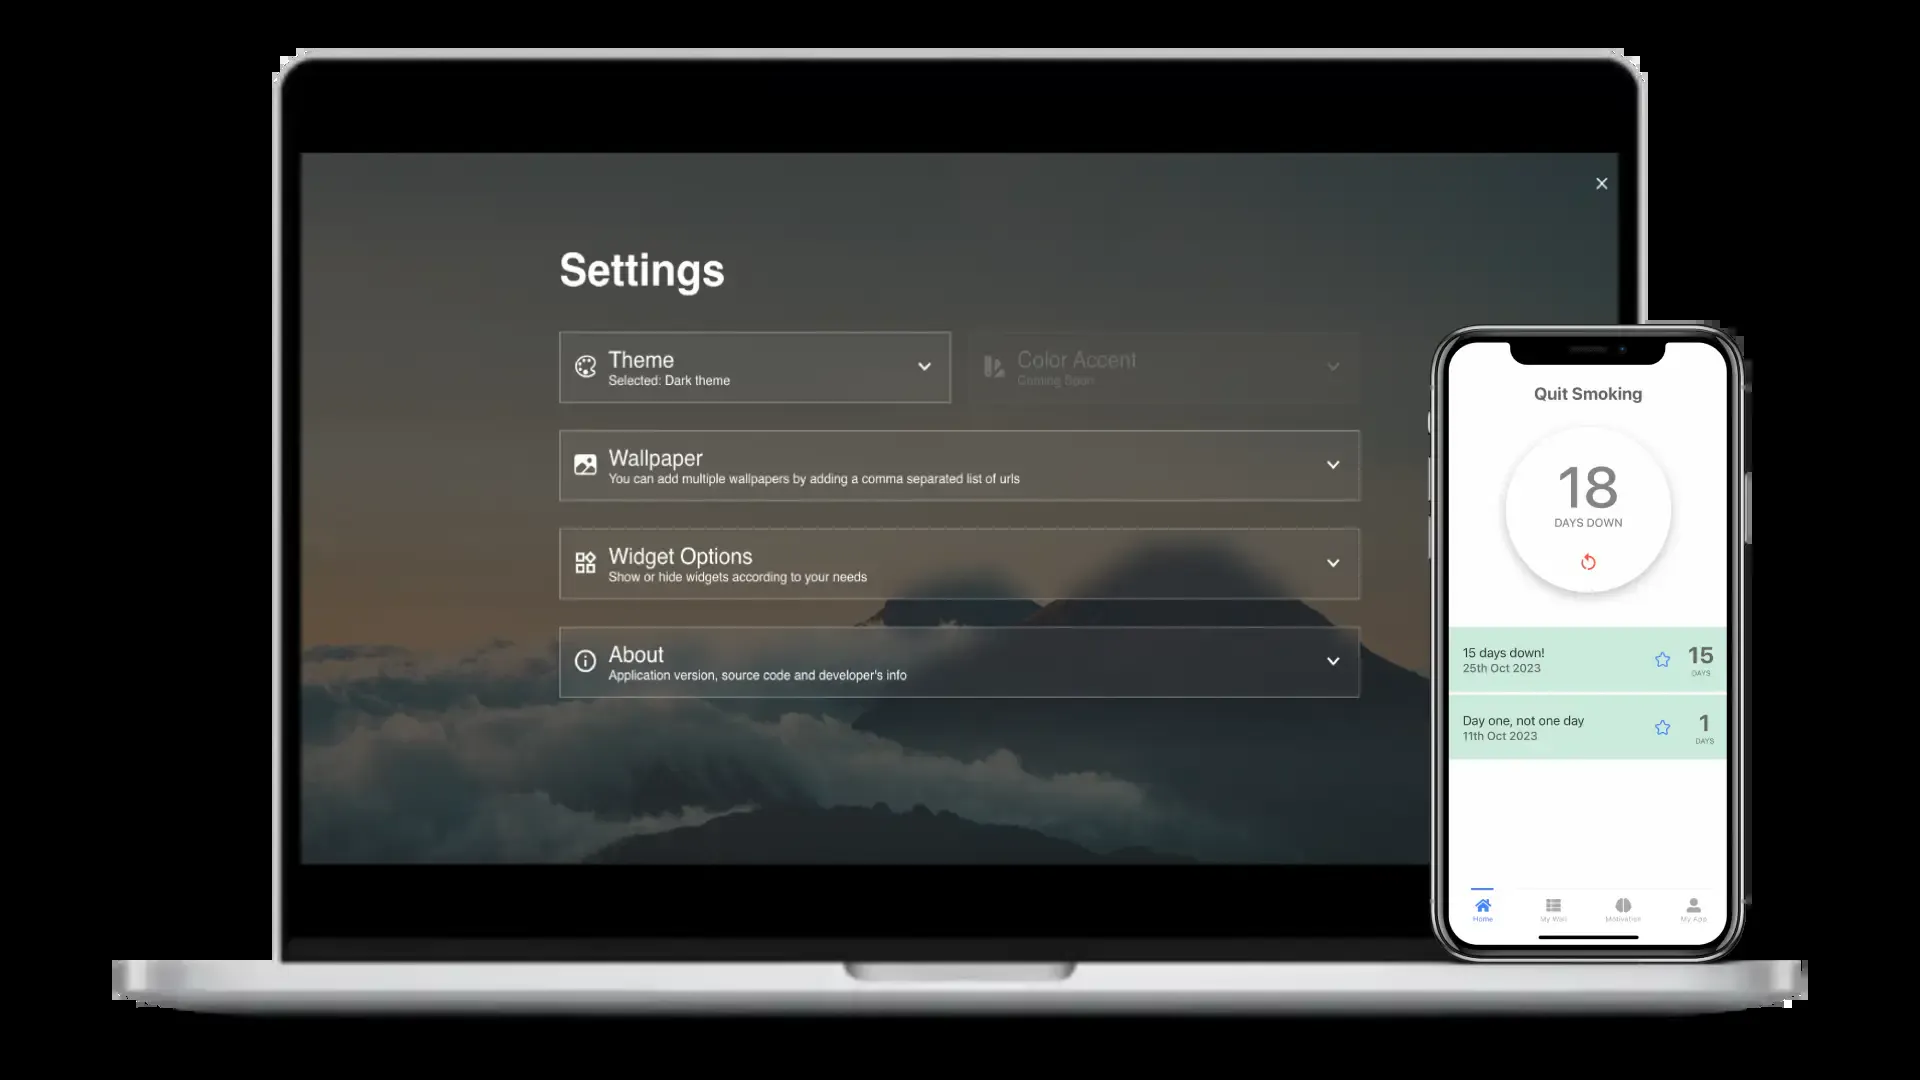 Settings
Theme
Selected: Dark theme
Color Accent
Coming Soon
Wallpaper
You can add multiple wallpapers by adding a comma separated list of urls
Widget Options
Show or hide widgets according to your needs
About
Application version, source code and developer's info
Quit Smoking
18
DAYS DOWN
15 days down!
25th Oct 2023
15
DAYS
Day one, not one day
11th Oct 2023
1
DAYS
Home
My Wall
Motivation
My App